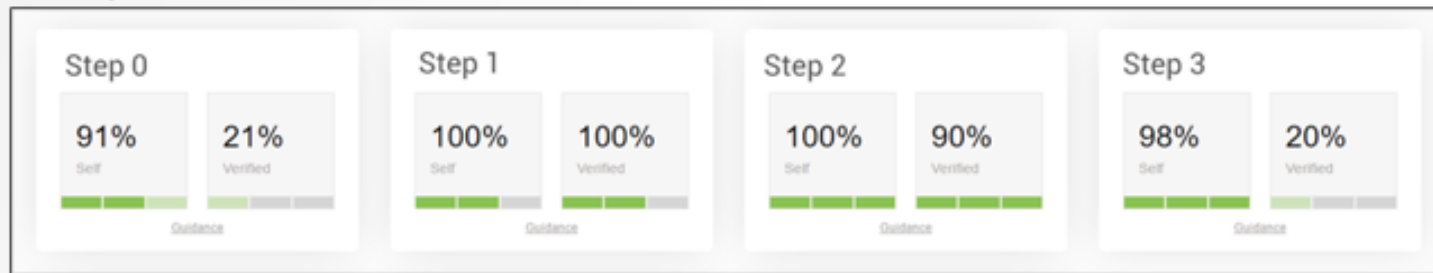 Step 0
91%
Self
21%
Verified
Guidance
Step 1
100%
Self
100%
Verified
Guidance
Step 2
100%
Self
90%
Verified
Guidance
Step 3
98%
Self
20%
Verified
Guidance